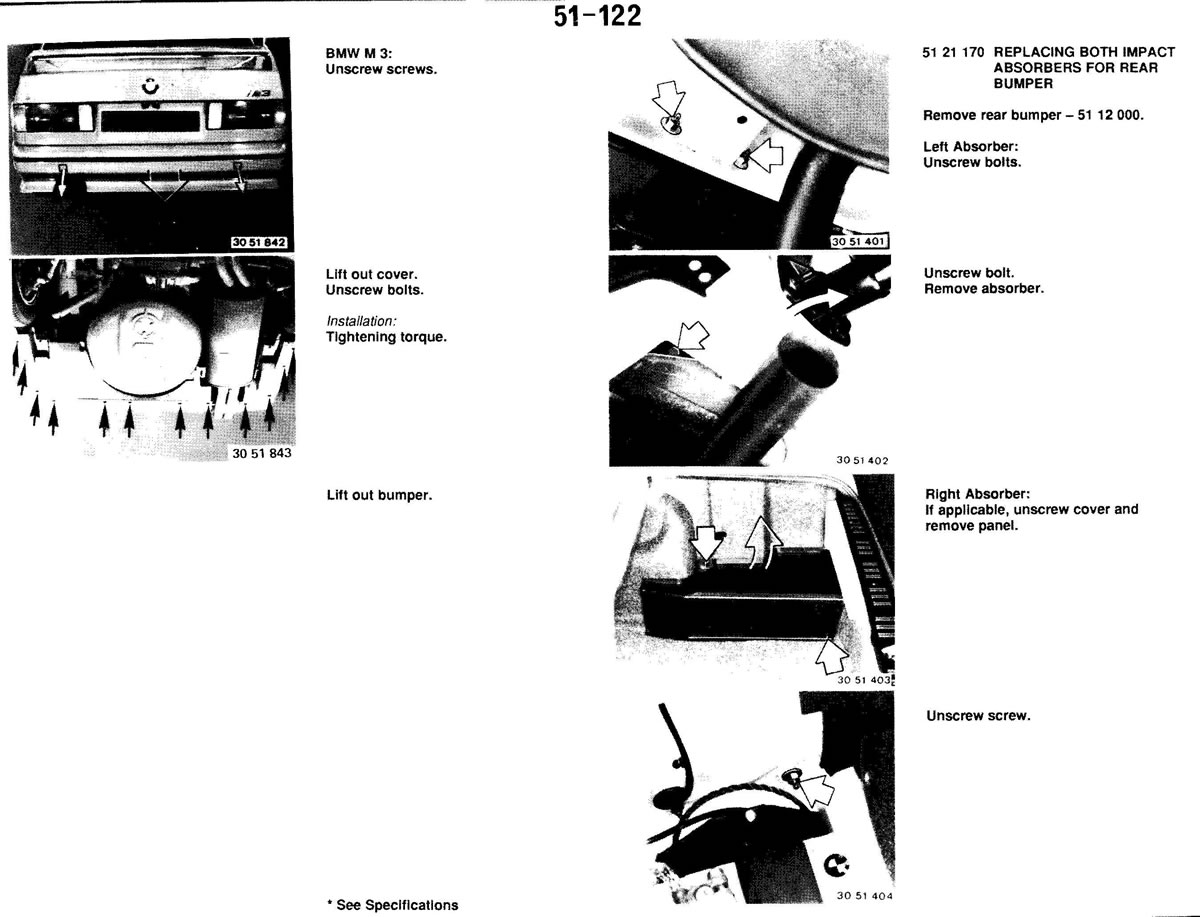 51-122
BMW M 3:
Unscrew screws.
30 51 842
Lift out cover.
Unscrew bolts.
Installation:
Tightening torque.
30 51 843
Lift out bumper.
* See Specifications
51 21 170 REPLACING BOTH IMPACT
ABSORBERS FOR REAR
BUMPER
Remove rear bumper – 51 12 000.
Left Absorber:
Unscrew bolts.
30 51 401
Unscrew bolt.
Remove absorber.
30 51 402
Right Absorber:
If applicable, unscrew cover and
remove panel.
30 51 403
Unscrew screw.
30 51 404